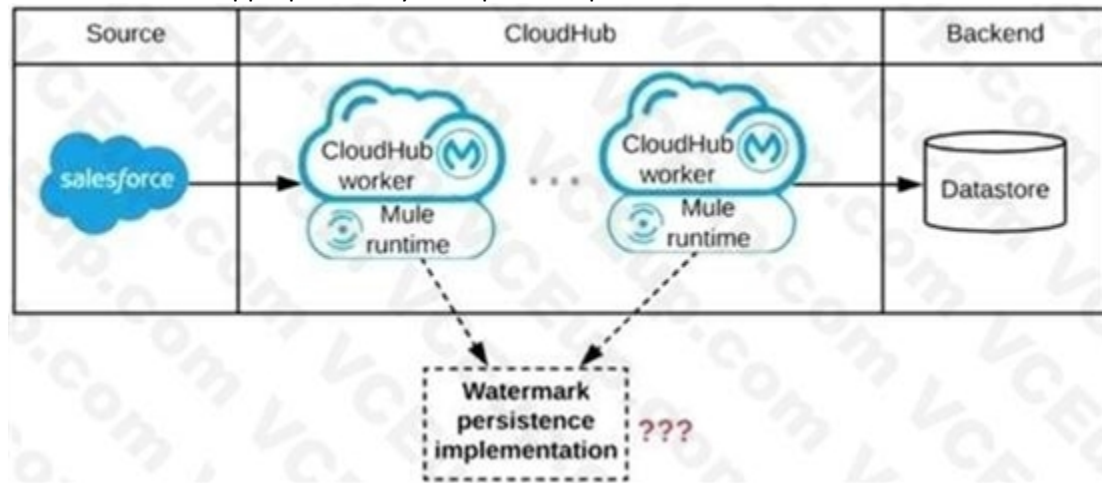 Source
CloudHub
Backend
salesforce
CloudHub
worker
Mule
runtime
CloudHub
worker
Mule
runtime
Datastore
Watermark
persistence
implementation
???